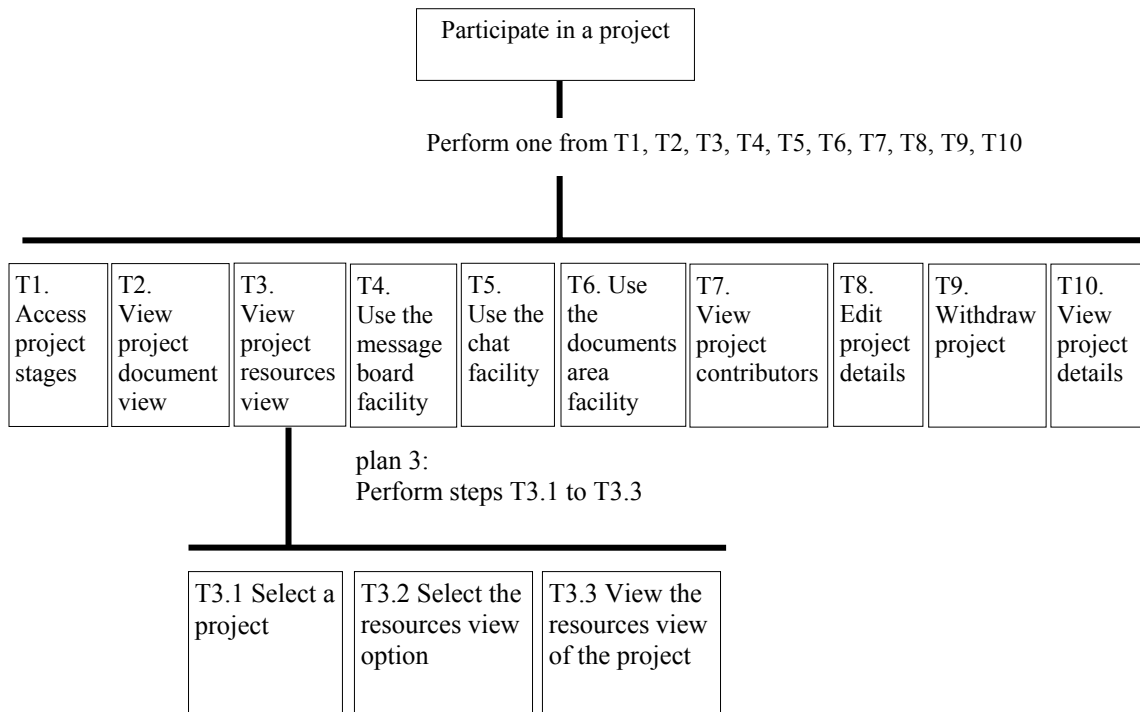 Participate in a project
Perform one from T1, T2, T3, T4, T5, T6, T7, T8, T9, T10
T1.
Access
project
stages
T2.
View
project
document
view
T3.
View
project
resources
view
T4.
Use the
message
board
facility
T5.
Use the
chat
facility
T6. Use
the
documents
area
facility
T7.
View
project
contributors
T8.
Edit
project
details
T9.
Withdraw
project
T10.
View
project
details
plan 3:
Perform steps T3.1 to T3.3
T3.1 Select a
project
T3.2 Select the
resources view
option
T3.3 View the
resources view
of the project